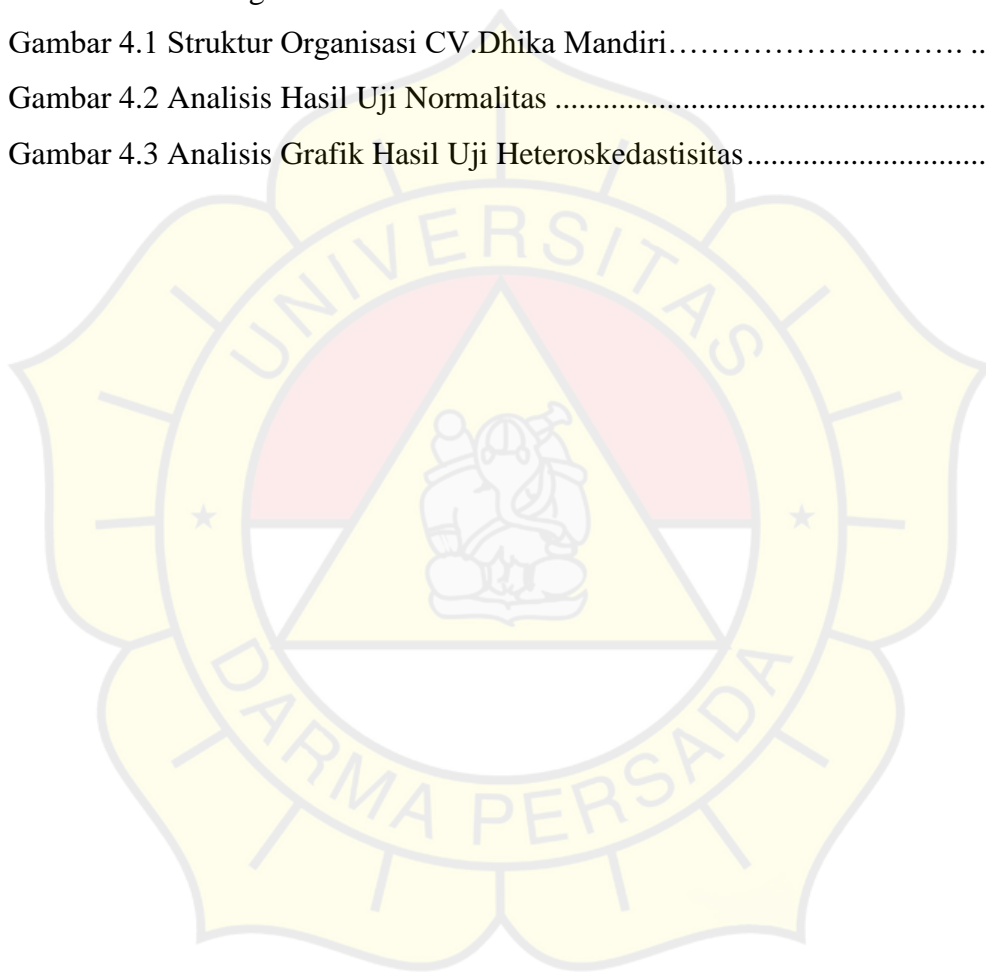 Gambar 4.1 Struktur Organisasi CV.Dhika Mandiri………………………. ..
Gambar 4.2 Analisis Hasil Uji Normalitas ......................................................
Gambar 4.3 Analisis Grafik Hasil Uji Heteroskedastisitas..............................
UNIVERSITAS
DARMA PERSADA